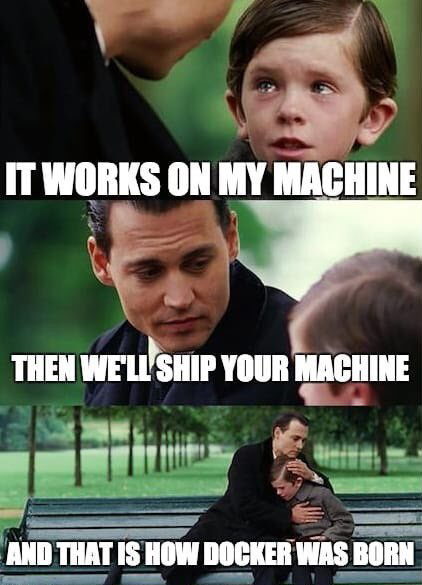 IT WORKS ON MY MACHINE
THEN WE'LL SHIP YOUR MACHINE
AND THAT IS HOW DOCKER WAS BORN